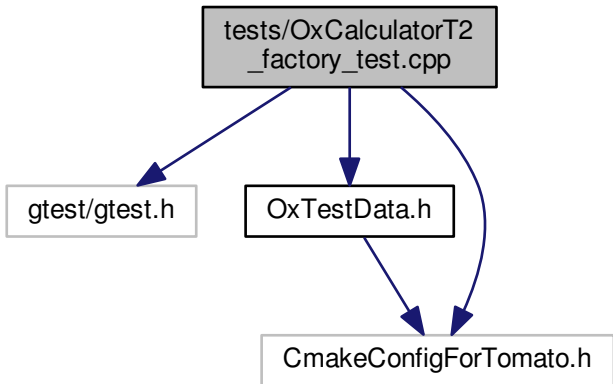 tests/OxCalculatorT2
_factory_test.cpp
gtest/gtest.h
OxTestData.h
CmakeConfigForTomato.h